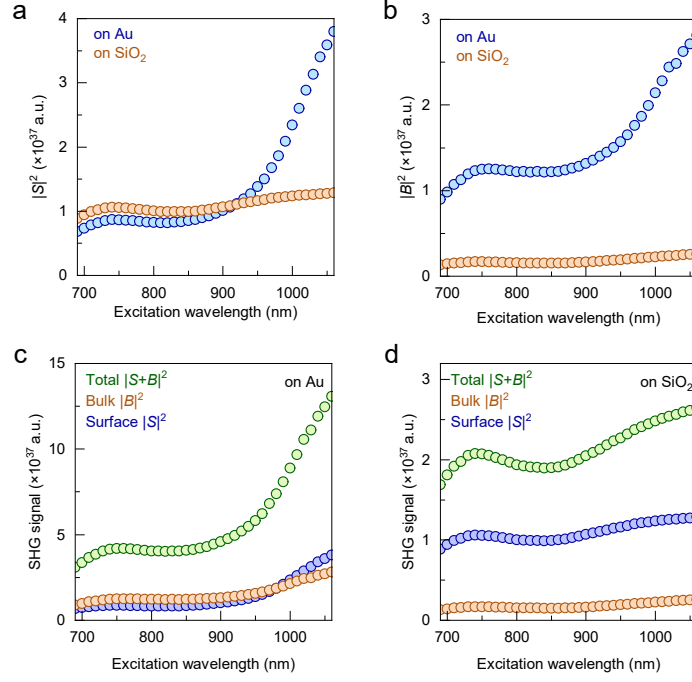 a
on Au
on SiO₂
|S|² (×10³⁷ a.u.)
4
3
2
1
0
700 800 900 1000
Excitation wavelength (nm)
b
on Au
on SiO₂
|B|² (×10³⁷ a.u.)
3
2
1
0
700 800 900 1000
Excitation wavelength (nm)
c
Total |S+B|²
Bulk |B|²
Surface |S|²
on Au
SHG signal (×10³⁷ a.u.)
15
10
5
0
700 800 900 1000
Excitation wavelength (nm)
d
Total |S+B|²
Bulk |B|²
Surface |S|²
on SiO₂
SHG signal (×10³⁷ a.u.)
3
2
1
0
700 800 900 1000
Excitation wavelength (nm)